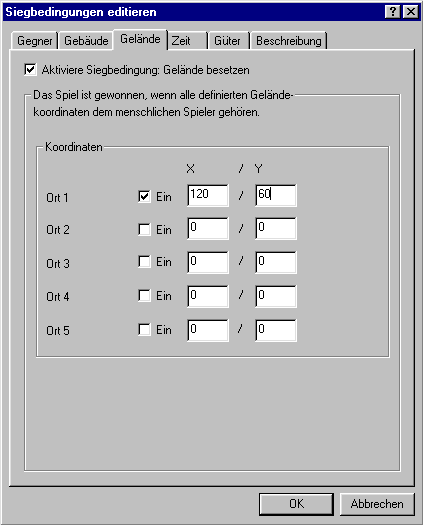 Siegbedingungen editieren
Gegner Gebäude Gelände Zeit Güter Beschreibung
Aktiviere Siegbedingung: Gelände besetzen
Das Spiel ist gewonnen, wenn alle definierten Gelände-
koordinaten dem menschlichen Spieler gehören.
Koordinaten
X / Y
Ort 1 Ein 120 / 60
Ort 2 Ein 0 / 0
Ort 3 Ein 0 / 0
Ort 4 Ein 0 / 0
Ort 5 Ein 0 / 0
OK Abbrechen